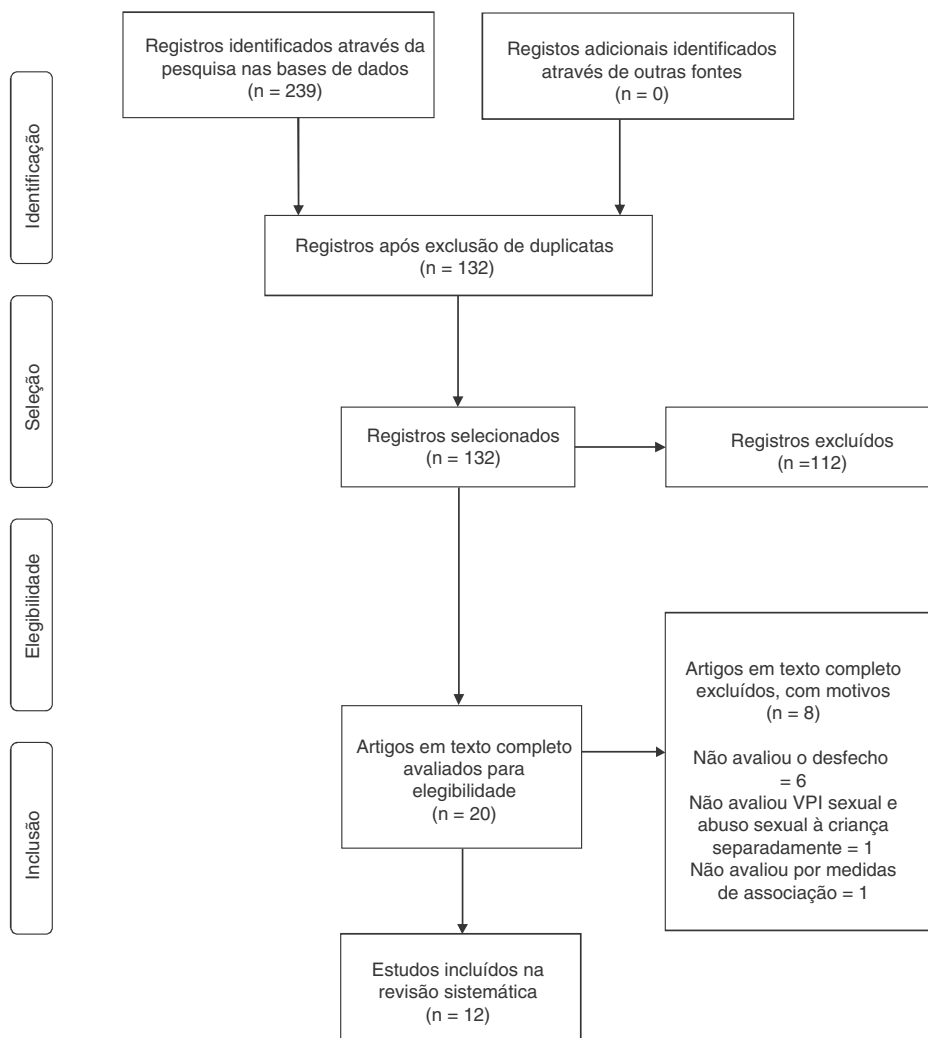 Registros identificados através da
pesquisa nas bases de dados
(n = 239)
Registos adicionais identificados
através de outras fontes
(n = 0)
Identificação
Registros após exclusão de duplicatas
(n = 132)
Seleção
Registros selecionados
(n = 132)
Registros excluídos
(n =112)
Elegibilidade
Artigos em texto completo
avaliados para
elegibilidade
(n = 20)
Artigos em texto completo
excluídos, com motivos
(n = 8)
Não avaliou o desfecho
= 6
Não avaliou VPI sexual e
abuso sexual à criança
separadamente = 1
Não avaliou por medidas
de associação = 1
Inclusão
Estudos incluídos na
revisão sistemática
(n = 12)